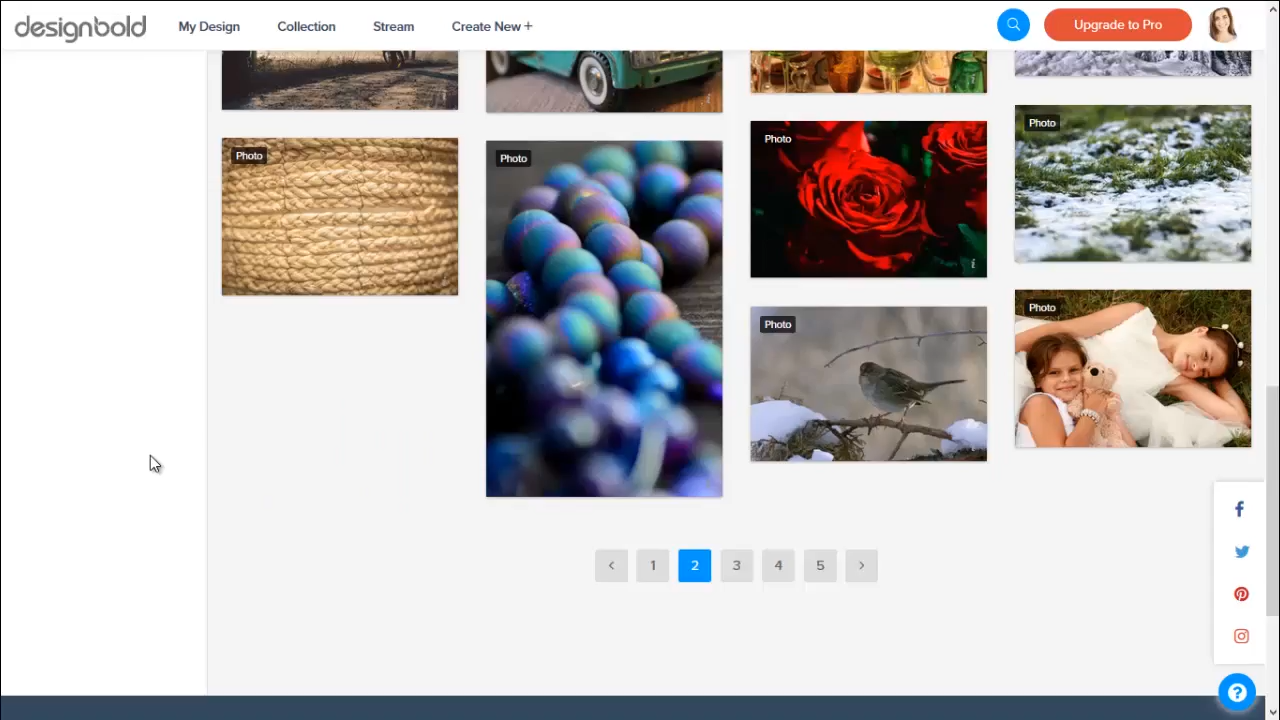 designbold
My Design
Collection
Stream
Create New +
Upgrade to Pro
Photo
Photo
Photo
Photo
Photo
Photo
< 1 2 3 4 5 >
?